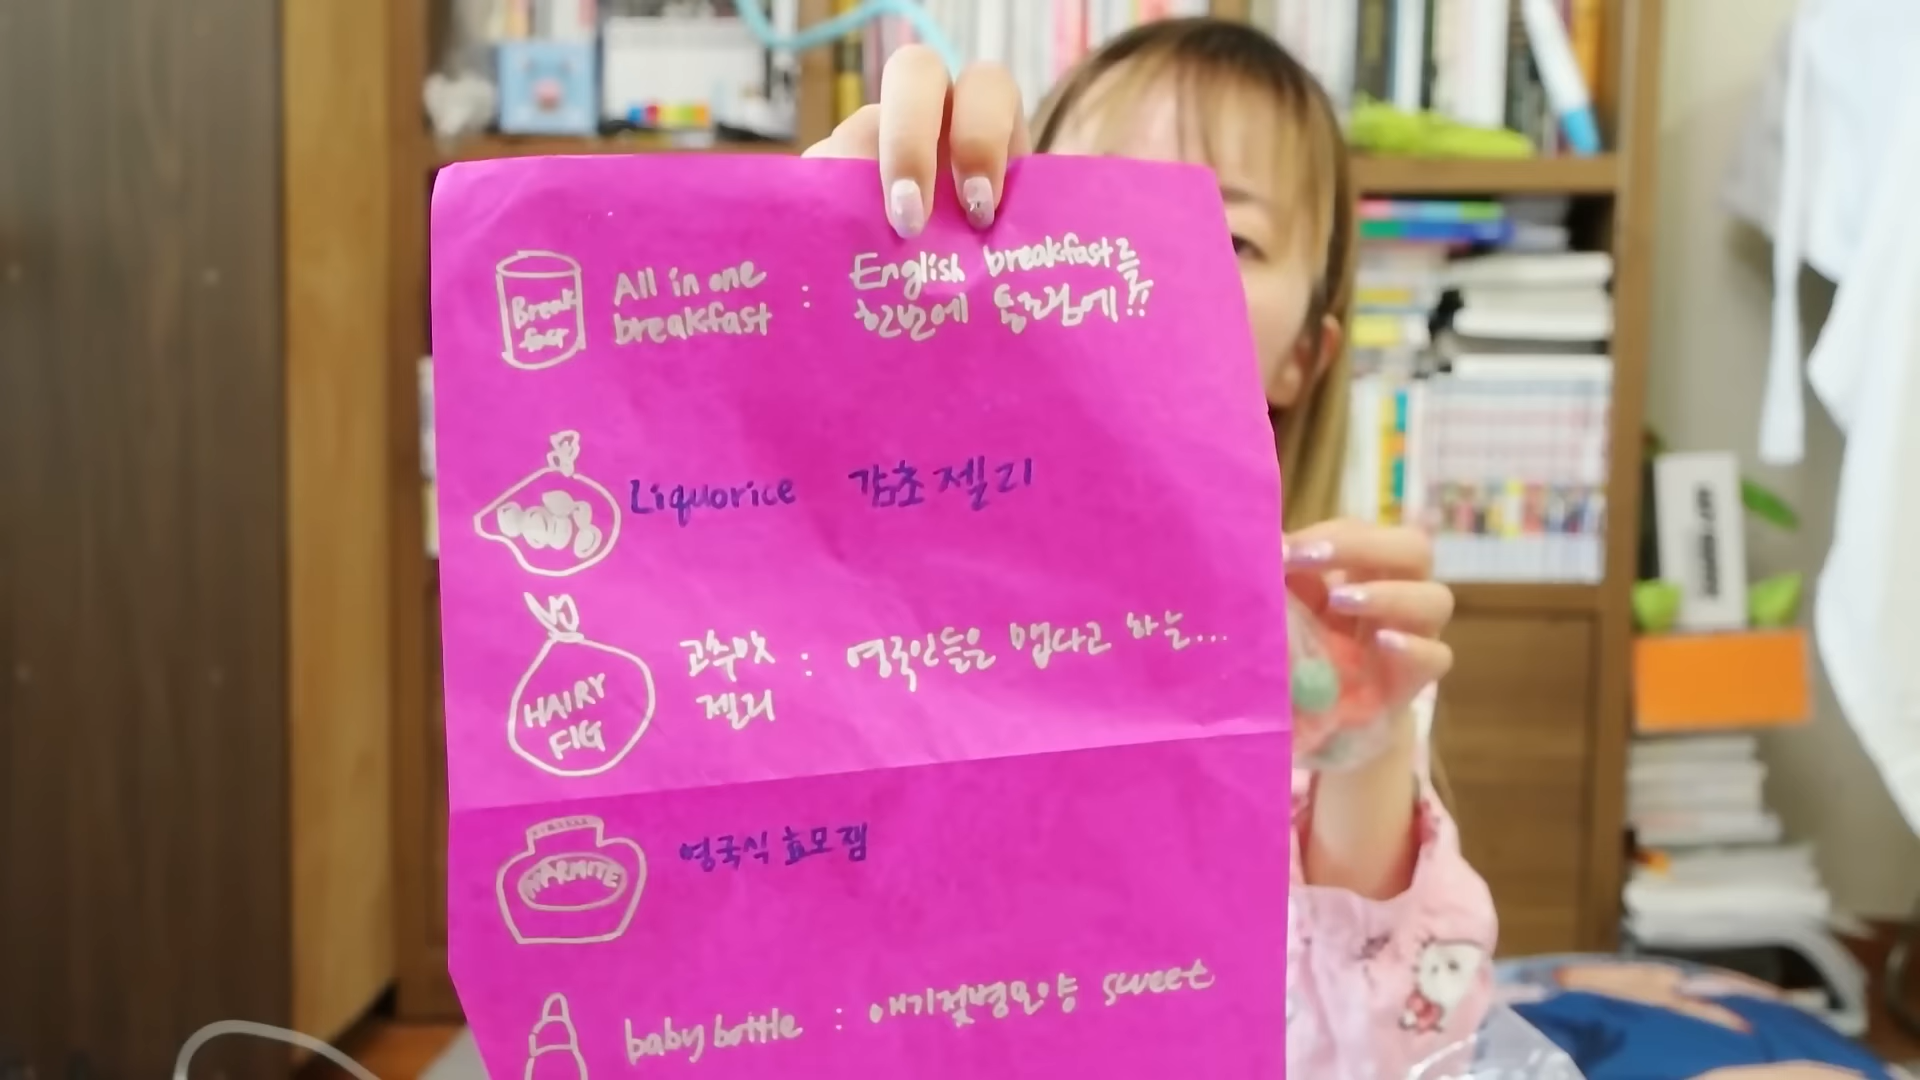 Break
fast
All in one
breakfast
:
English breakfast를
한번에 통조림에!!
Liquorice 감초 젤리
HAIRY
FIG
고수맛
젤리
:
영국인들은 맵다고 하는...
MARMITE
영국식 효모잼
baby bottle : 애기젖병모양 sweet